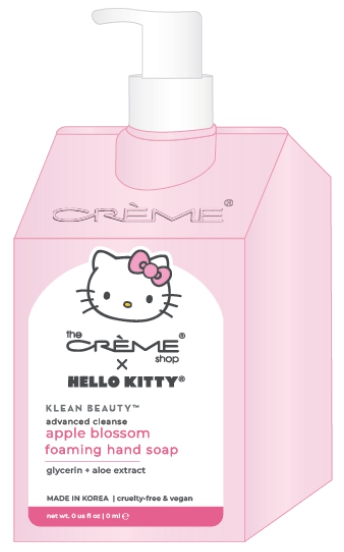 CRÈME®
the
CRÈME®
shop
×
HELLO KITTY®
KLEAN BEAUTY™
advanced cleanse
apple blossom
foaming hand soap
glycerin + aloe extract
MADE IN KOREA | cruelty-free & vegan
net wt. 0 us fl oz | 0 ml ℮